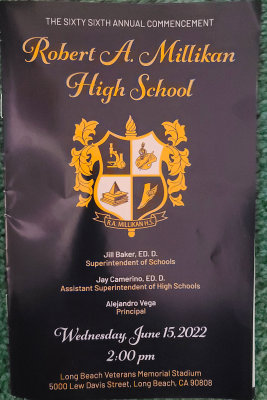 THE SIXTY SIXTH ANNUAL COMMENCEMENT
Robert A. Millikan
High School
R.A. MILLIKAN H.S.
Jill Baker, ED. D.
Superintendent of Schools
Jay Camerino, ED. D.
Assistant Superintendent of High Schools
Alejandro Vega
Principal
Wednesday, June 15, 2022
2:00 pm
Long Beach Veterans Memorial Stadium
5000 Lew Davis Street, Long Beach, CA 90808